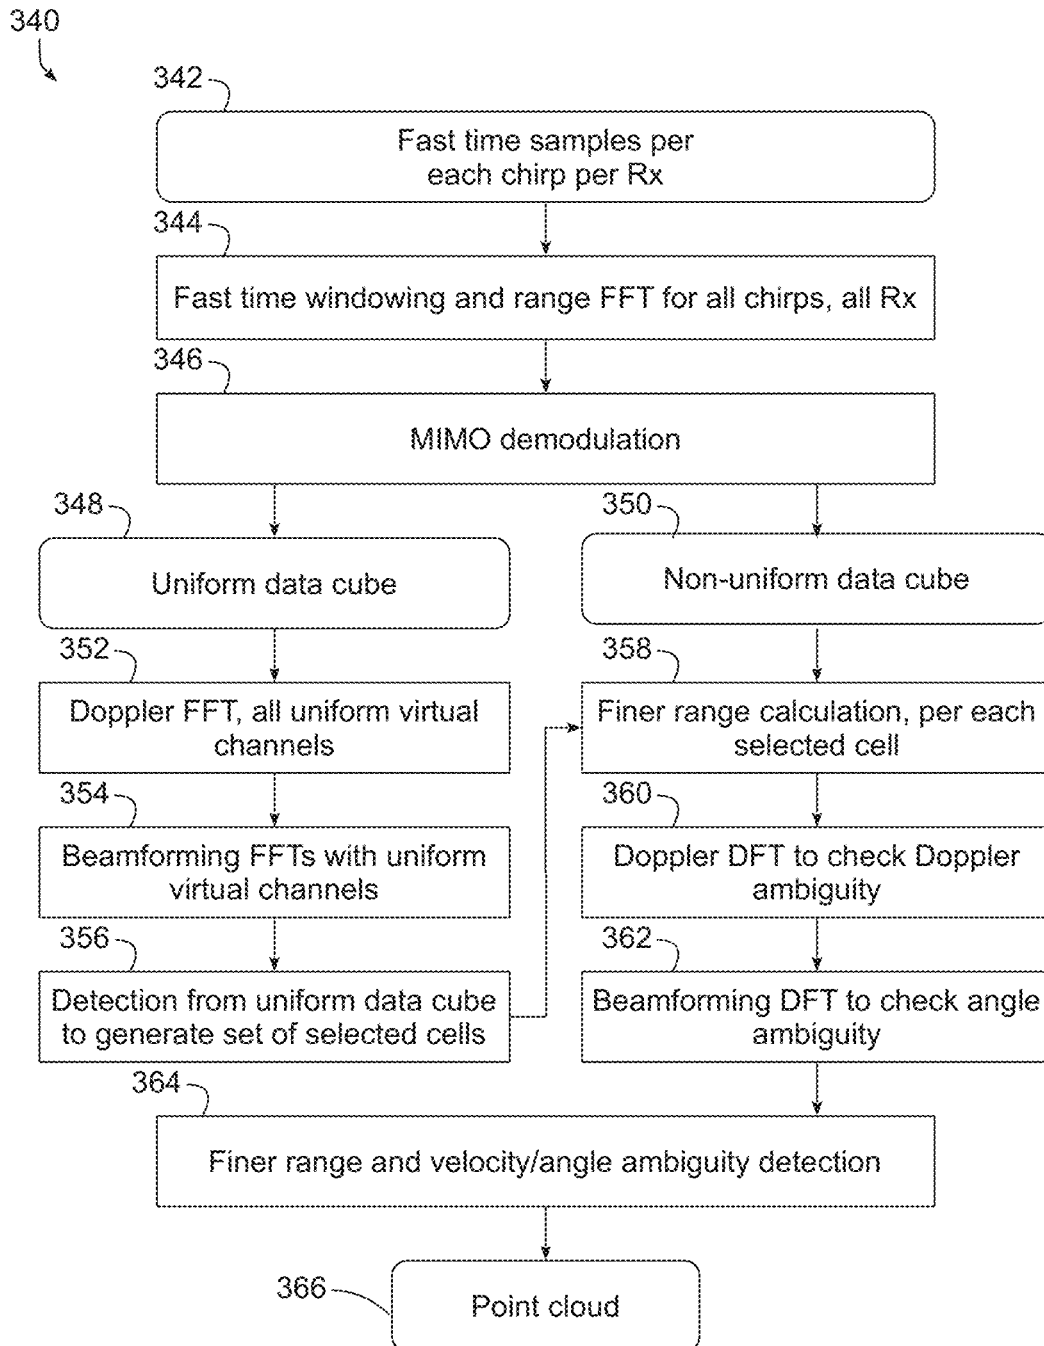 340
342
Fast time samples per
each chirp per Rx
344
Fast time windowing and range FFT for all chirps, all Rx
346
MIMO demodulation
348
Uniform data cube
350
Non-uniform data cube
352
Doppler FFT, all uniform virtual
channels
358
Finer range calculation, per each
selected cell
354
Beamforming FFTs with uniform
virtual channels
360
Doppler DFT to check Doppler
ambiguity
356
Detection from uniform data cube
to generate set of selected cells
362
Beamforming DFT to check angle
ambiguity
364
Finer range and velocity/angle ambiguity detection
366
Point cloud